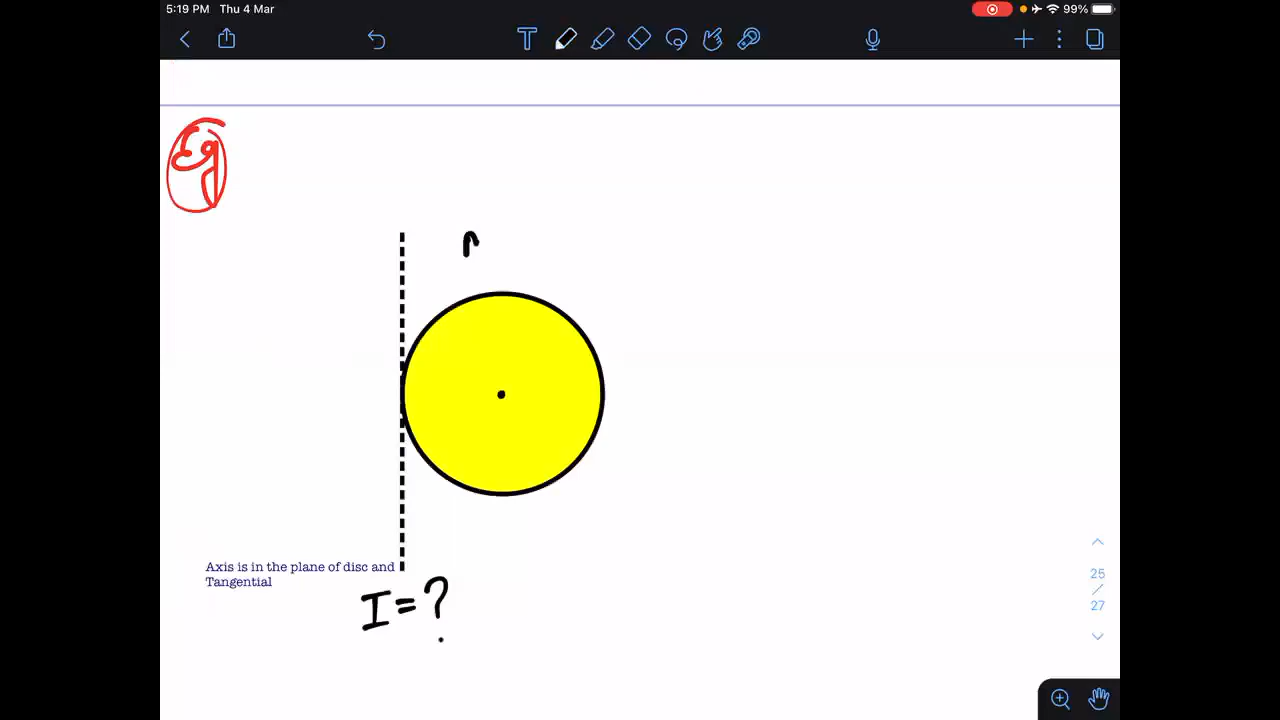 5:19 PM Thu 4 Mar
99%
T
Eg
Axis is in the plane of disc and
Tangential
I = ?
25
/
27